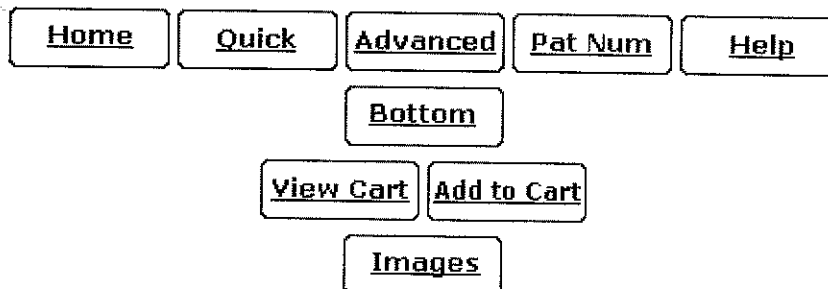 Home Quick Advanced Pat Num Help
Bottom
View Cart Add to Cart
Images